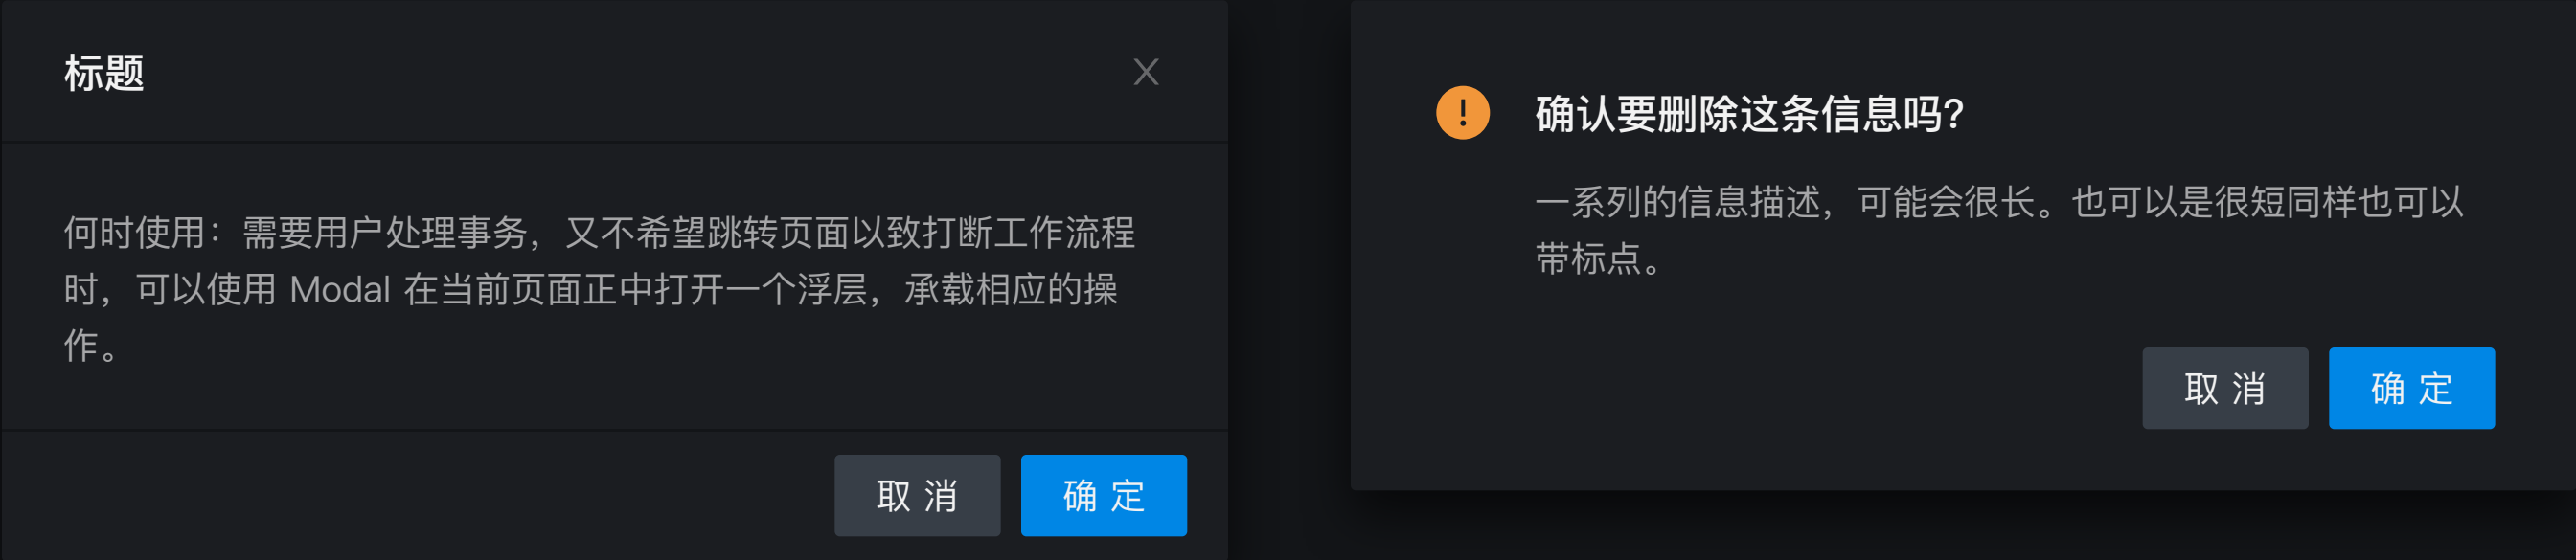 标题
何时使用：需要用户处理事务，又不希望跳转页面以致打断工作流程
时，可以使用 Modal 在当前页面正中打开一个浮层，承载相应的操
作。
取 消 确 定
确认要删除这条信息吗?
一系列的信息描述，可能会很长。也可以是很短同样也可以
带标点。
取 消 确 定